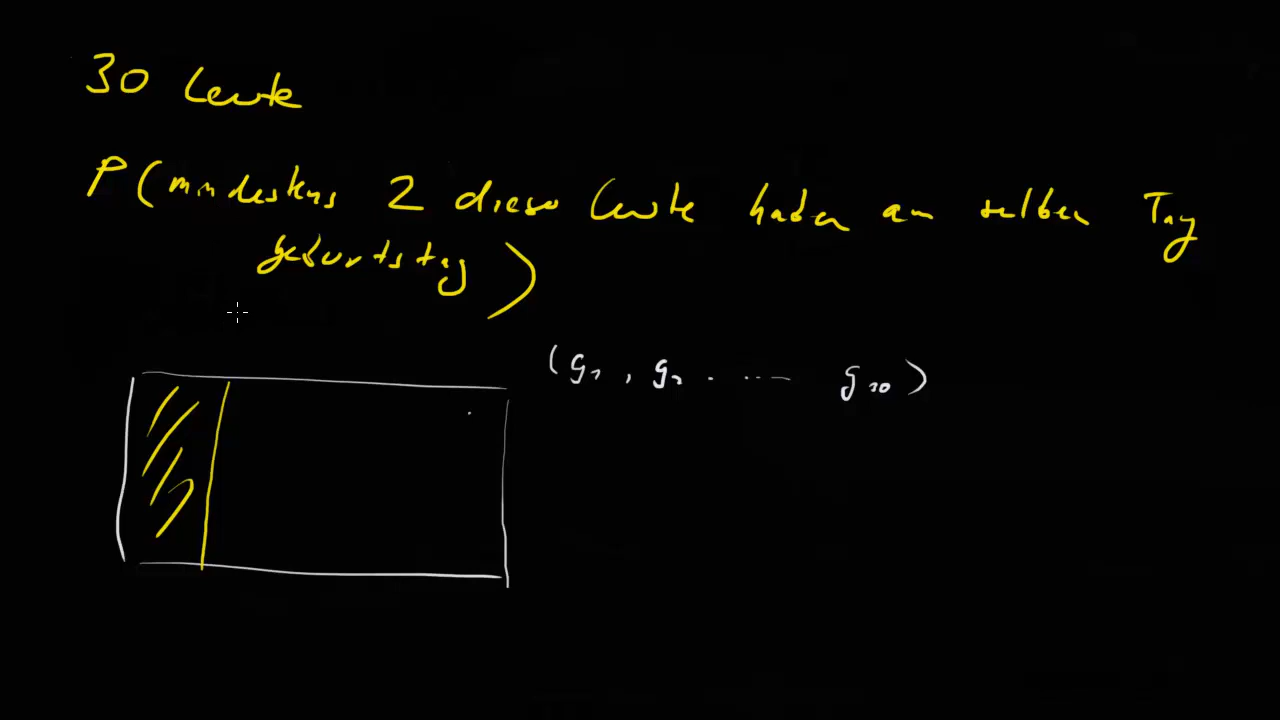 30 Leute
P(mindestens 2 dieser Leute haben am selben Tag
geburtstag)
(g₁, g₂ . .... g₃₀)